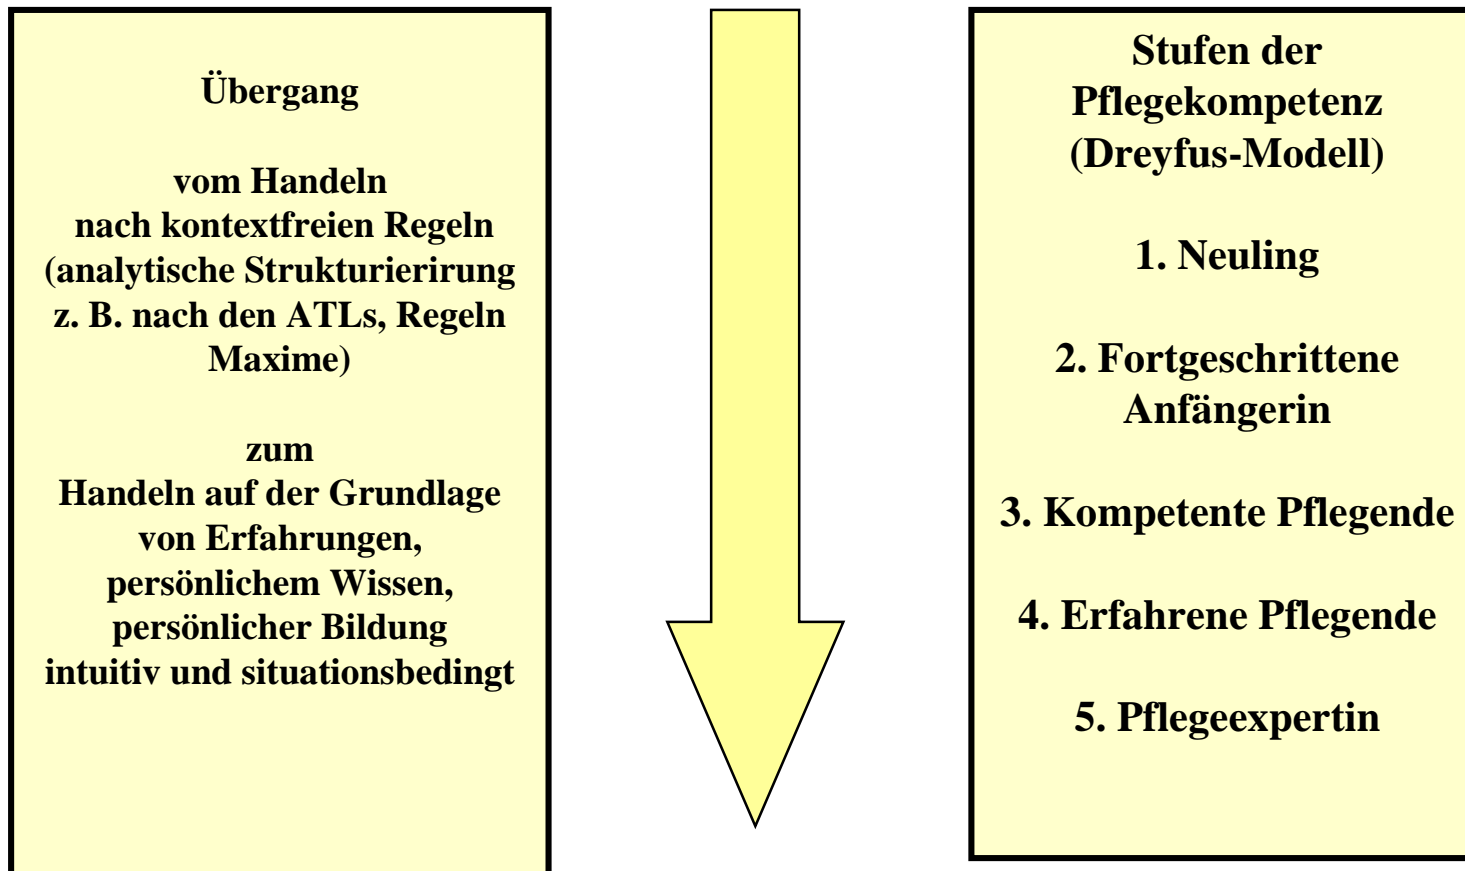 Übergang
vom Handeln
nach kontextfreien Regeln
(analytische Strukturierirung
z. B. nach den ATLs, Regeln
Maxime)
zum
Handeln auf der Grundlage
von Erfahrungen,
persönlichem Wissen,
persönlicher Bildung
intuitiv und situationsbedingt
Stufen der
Pflegekompetenz
(Dreyfus-Modell)
1. Neuling
2. Fortgeschrittene
Anfängerin
3. Kompetente Pflegende
4. Erfahrene Pflegende
5. Pflegeexpertin